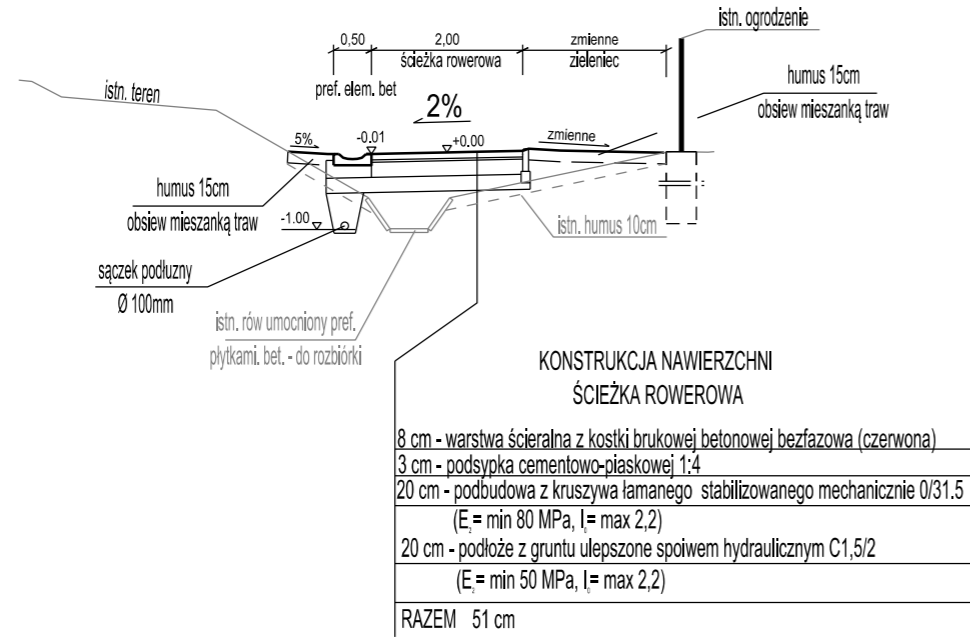 istn. ogrodzenie
0,50
2,00
zmienne
ścieżka rowerowa
zieleniec
pref. elem. bet
istn. teren
humus 15cm
obsiew mieszanką traw
2%
5%
-0.01
+0.00
zmienne
humus 15cm
obsiew mieszanką traw
-1.00
istn. humus 10cm
sączek podłuzny
Ø 100mm
istn. rów umocniony pref.
płytkami. bet. - do rozbiórki
KONSTRUKCJA NAWIERZCHNI
ŚCIEŻKA ROWEROWA
8 cm - warstwa ścieralna z kostki brukowej betonowej bezfazowa (czerwona)
3 cm - podsypka cementowo-piaskowej 1:4
20 cm - podbudowa z kruszywa łamanego stabilizowanego mechanicznie 0/31.5
(E₂= min 80 MPa, I₀= max 2,2)
20 cm - podłoże z gruntu ulepszone spoiwem hydraulicznym C1,5/2
(E₂= min 50 MPa, I₀= max 2,2)
RAZEM 51 cm